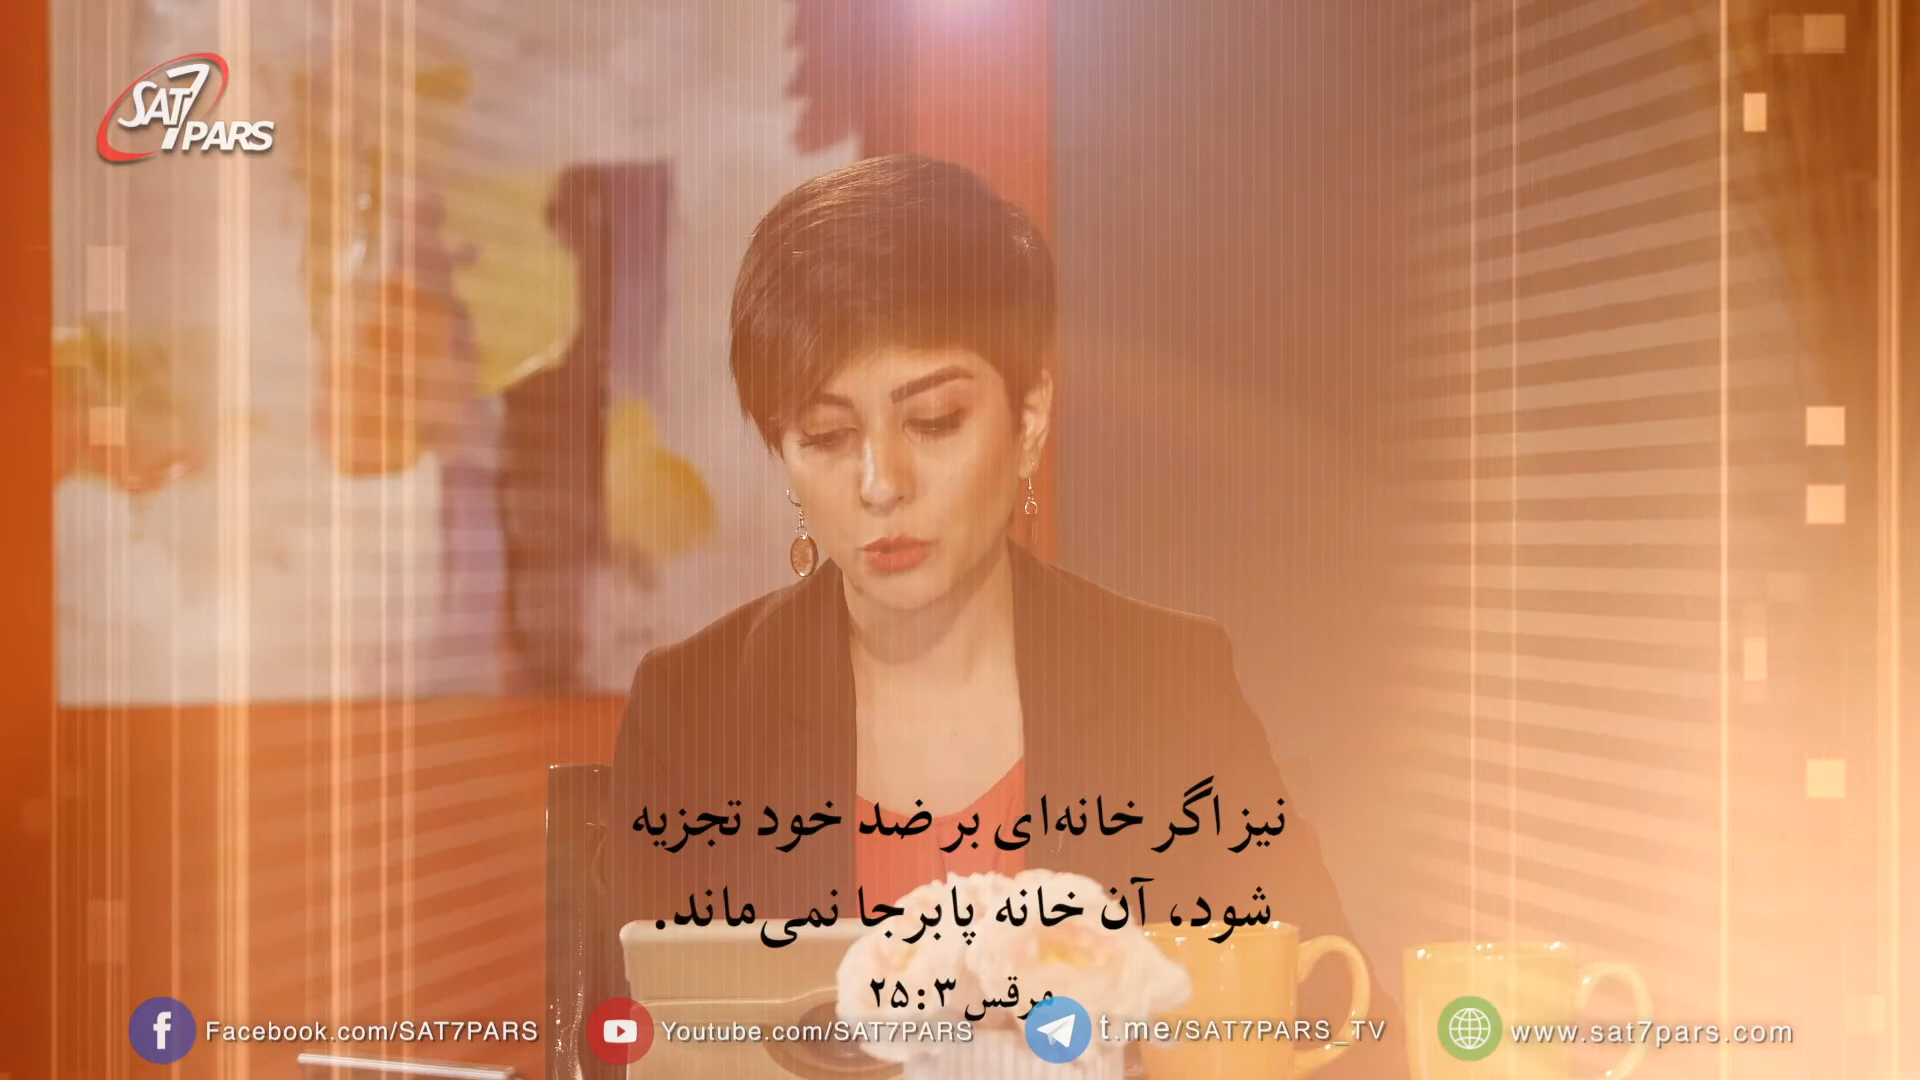 SAT7
PARS
نیز اگر خانه‌ای بر ضد خود تجزیه
شود، آن خانه پابرجا نمی‌ماند.
مرقس ۳:۲۵
Facebook.com/SAT7PARS
Youtube.com/SAT7PARS
t.me/SAT7PARS_TV
www.sat7pars.com